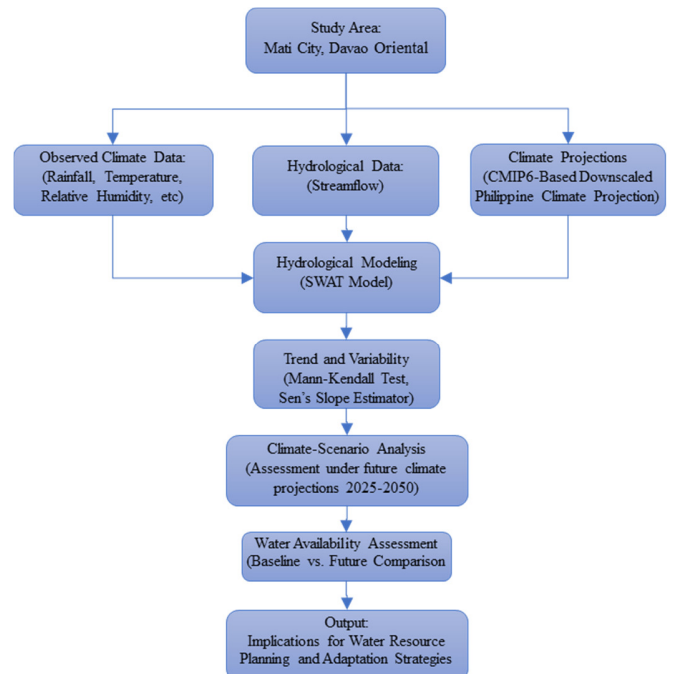 Study Area:
Mati City, Davao Oriental
Observed Climate Data:
(Rainfall, Temperature,
Relative Humidity, etc)
Hydrological Data:
(Streamflow)
Climate Projections
(CMIP6-Based Downscaled
Philippine Climate Projection)
Hydrological Modeling
(SWAT Model)
Trend and Variability
(Mann-Kendall Test,
Sen's Slope Estimator)
Climate-Scenario Analysis
(Assessment under future climate
projections 2025-2050)
Water Availability Assessment
(Baseline vs. Future Comparison
Output:
Implications for Water Resource
Planning and Adaptation Strategies